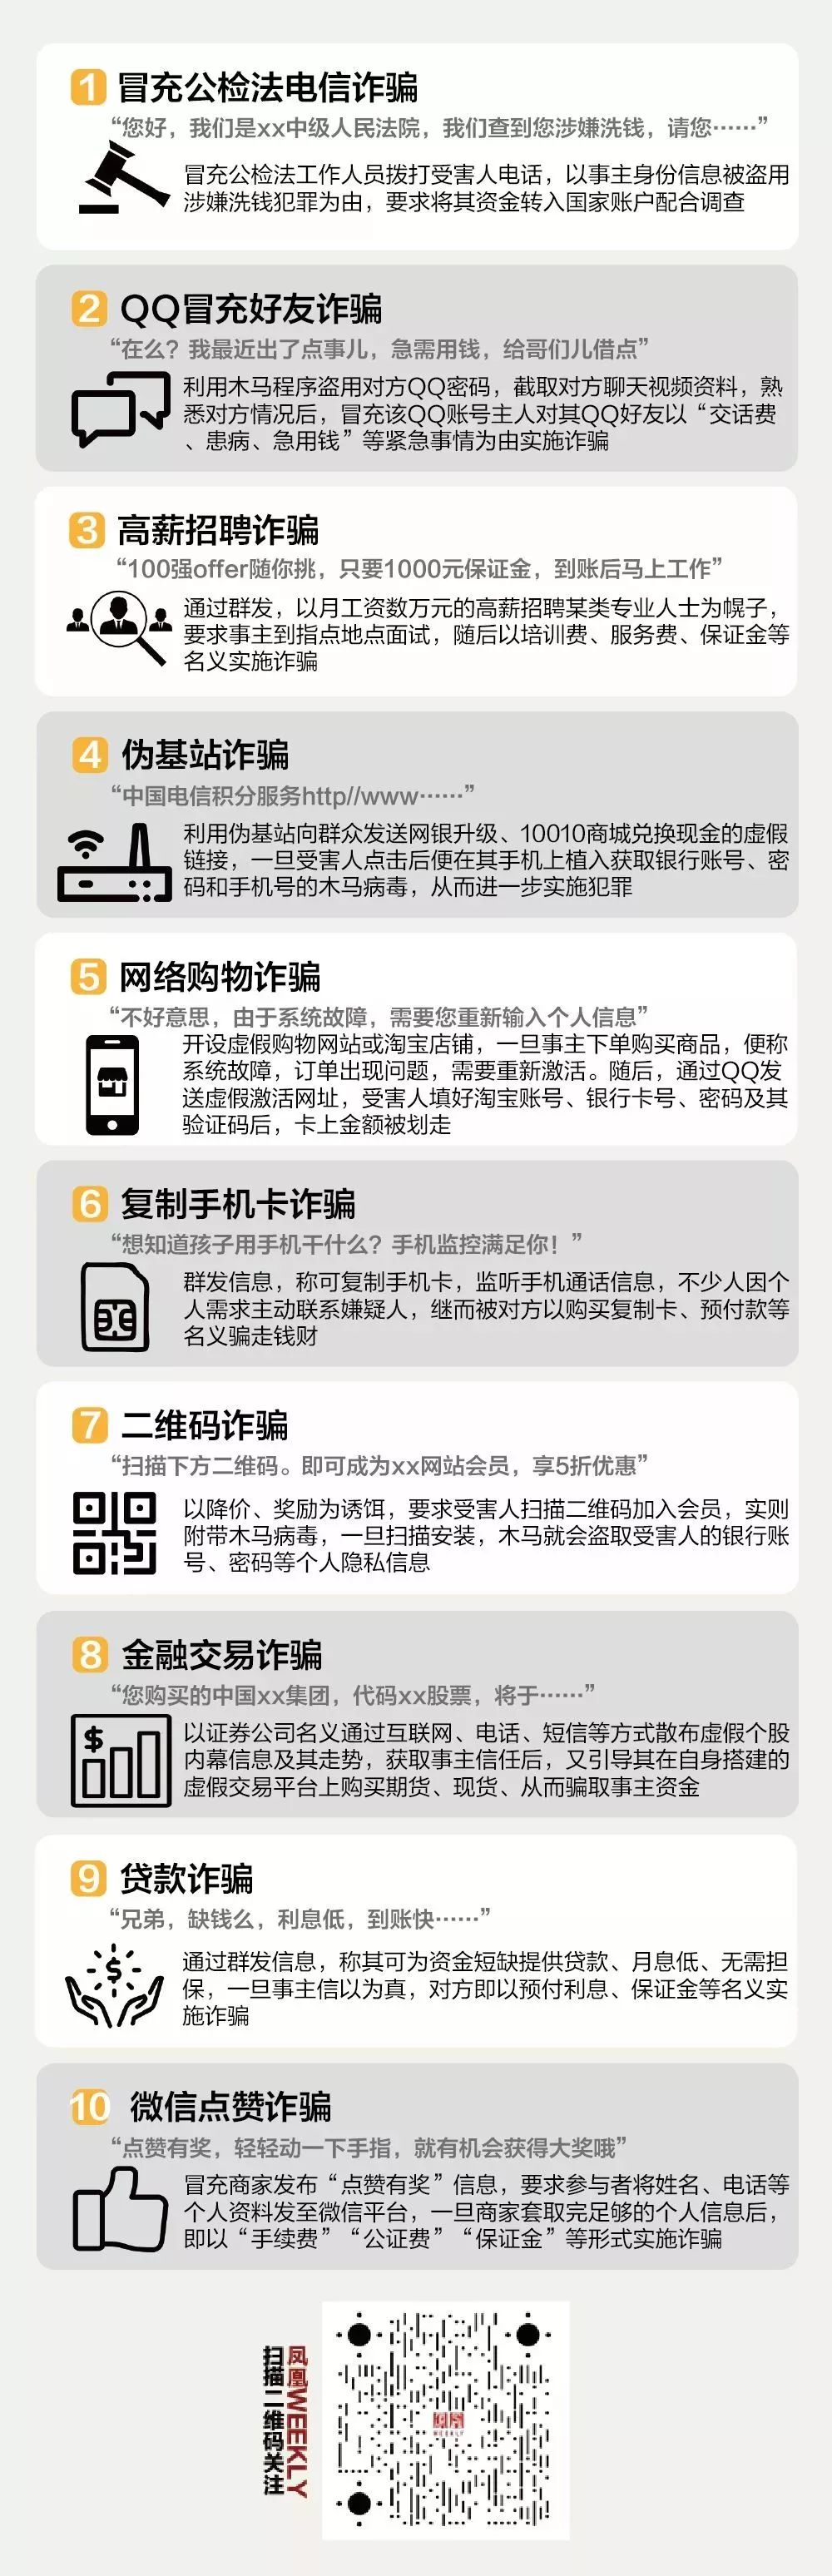 1 冒充公检法电信诈骗
“您好，我们是xx中级人民法院，我们查到您涉嫌洗钱，请您……”
冒充公检法工作人员拨打受害人电话，以事主身份信息被盗用
涉嫌洗钱犯罪为由，要求将其资金转入国家账户配合调查
2 QQ冒充好友诈骗
“在么？我最近出了点事儿，急需用钱，给哥们儿借点”
利用木马程序盗用对方QQ密码，截取对方聊天视频资料，熟
悉对方情况后，冒充该QQ账号主人对其QQ好友以“交话费
、患病、急用钱”等紧急事情为由实施诈骗
3 高薪招聘诈骗
“100强offer随你挑，只要1000元保证金，到账后马上工作”
通过群发，以月工资数万元的高薪招聘某类专业人士为幌子，
要求事主到指点地点面试，随后以培训费、服务费、保证金等
名义实施诈骗
4 伪基站诈骗
“中国电信积分服务http//www……”
利用伪基站向群众发送网银升级、10010商城兑换现金的虚假
链接，一旦受害人点击后便在其手机上植入获取银行账号、密
码和手机号的木马病毒，从而进一步实施犯罪
5 网络购物诈骗
“不好意思，由于系统故障，需要您重新输入个人信息”
开设虚假购物网站或淘宝店铺，一旦事主下单购买商品，便称
系统故障，订单出现问题，需要重新激活。随后，通过QQ发
送虚假激活网址，受害人填好淘宝账号、银行卡号、密码及其
验证码后，卡上金额被划走
6 复制手机卡诈骗
“想知道孩子用手机干什么？手机监控满足你！”
群发信息，称可复制手机卡，监听手机通话信息，不少人因个
人需求主动联系嫌疑人，继而被对方以购买复制卡、预付款等
名义骗走钱财
7 二维码诈骗
“扫描下方二维码。即可成为xx网站会员，享5折优惠”
以降价、奖励为诱饵，要求受害人扫描二维码加入会员，实则
附带木马病毒，一旦扫描安装，木马就会盗取受害人的银行账
号、密码等个人隐私信息
8 金融交易诈骗
“您购买的中国xx集团，代码xx股票，将于……”
$
以证券公司名义通过互联网、电话、短信等方式散布虚假个股
内幕信息及其走势，获取事主信任后，又引导其在自身搭建的
虚假交易平台上购买期货、现货、从而骗取事主资金
9 贷款诈骗
“兄弟，缺钱么，利息低，到账快……”
$
通过群发信息，称其可为资金短缺提供贷款、月息低、无需担
保，一旦事主信以为真，对方即以预付利息、保证金等名义实
施诈骗
10 微信点赞诈骗
“点赞有奖，轻轻动一下手指，就有机会获得大奖哦”
冒充商家发布“点赞有奖”信息，要求参与者将姓名、电话等
个人资料发至微信平台，一旦商家套取完足够的个人信息后，
即以“手续费”“公证费”“保证金”等形式实施诈骗
凤凰WEEKLY
扫描二维码关注